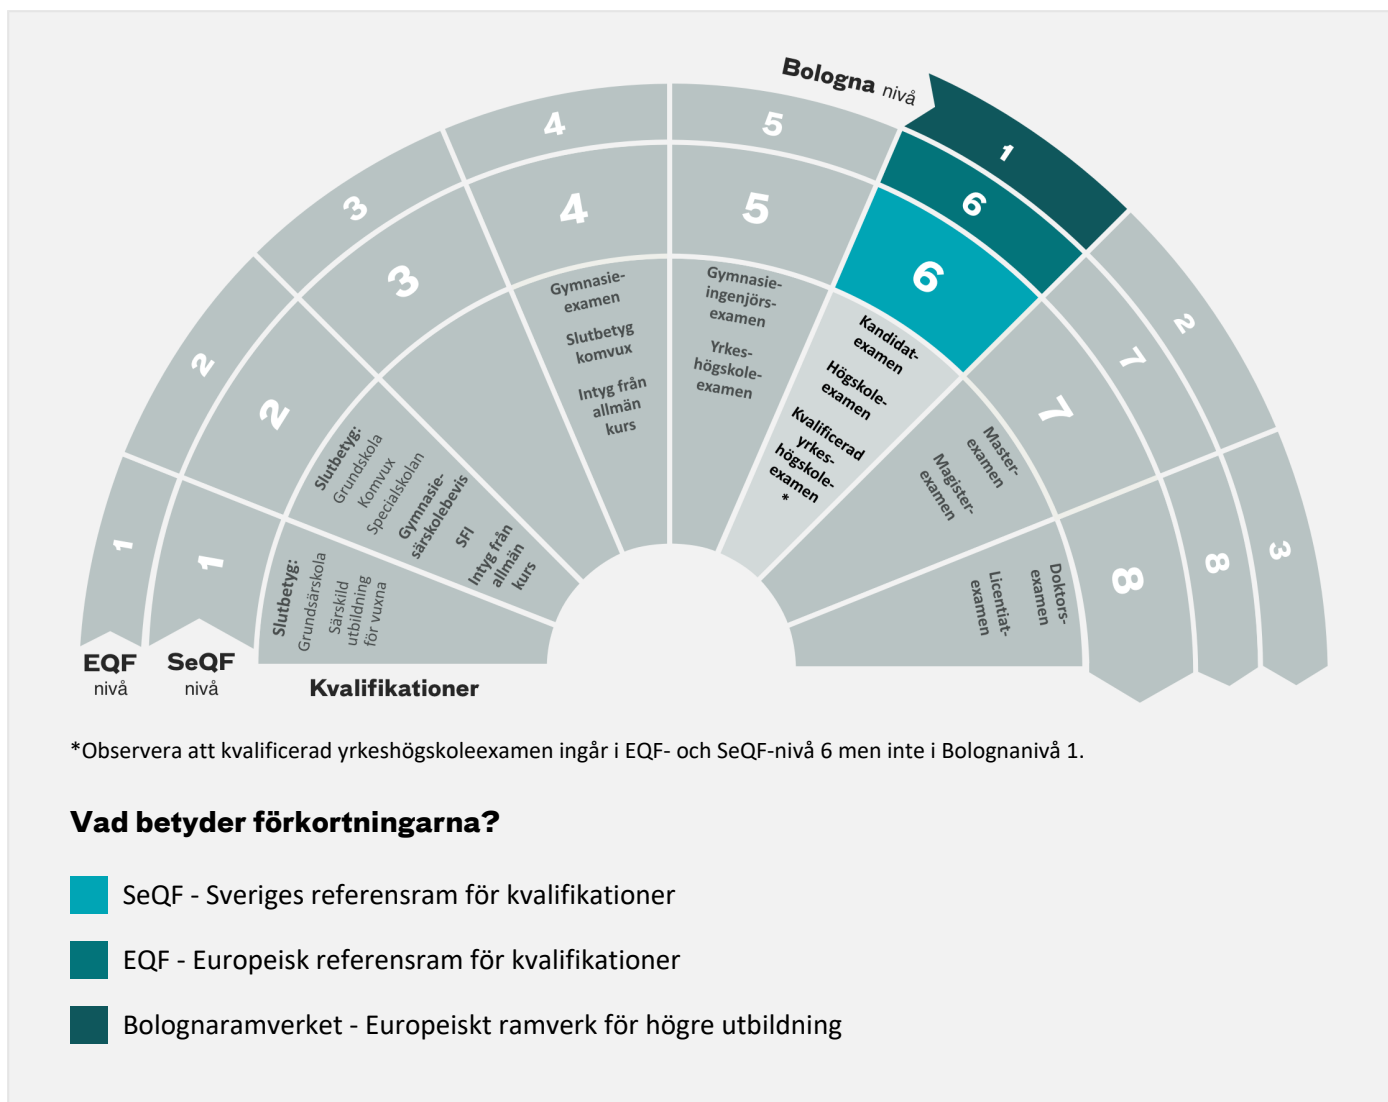 Bologna nivå
1
2
3
1
2
3
4
5
6
7
8
1
2
3
4
5
6
7
8
Slutbetyg:
Grundsärskola
Särskild
utbildning
för vuxna
Slutbetyg:
Grundskola
Komvux
Specialskolan
Gymnasie-
särskolebevis
SFI
Intyg från
allmän
kurs
Gymnasie-
examen
Slutbetyg
komvux
Intyg från
allmän
kurs
Gymnasie-
ingenjörs-
examen
Yrkes-
högskole-
examen
Kandidat-
examen
Högskole-
examen
Kvalificerad
yrkes-
högskole-
examen
*
Master-
examen
Magister-
examen
Doktors-
examen
Licentiat-
examen
EQF
nivå
SeQF
nivå
Kvalifikationer
*Observera att kvalificerad yrkeshögskoleexamen ingår i EQF- och SeQF-nivå 6 men inte i Bolognanivå 1.
Vad betyder förkortningarna?
SeQF - Sveriges referensram för kvalifikationer
EQF - Europeisk referensram för kvalifikationer
Bolognaramverket - Europeiskt ramverk för högre utbildning